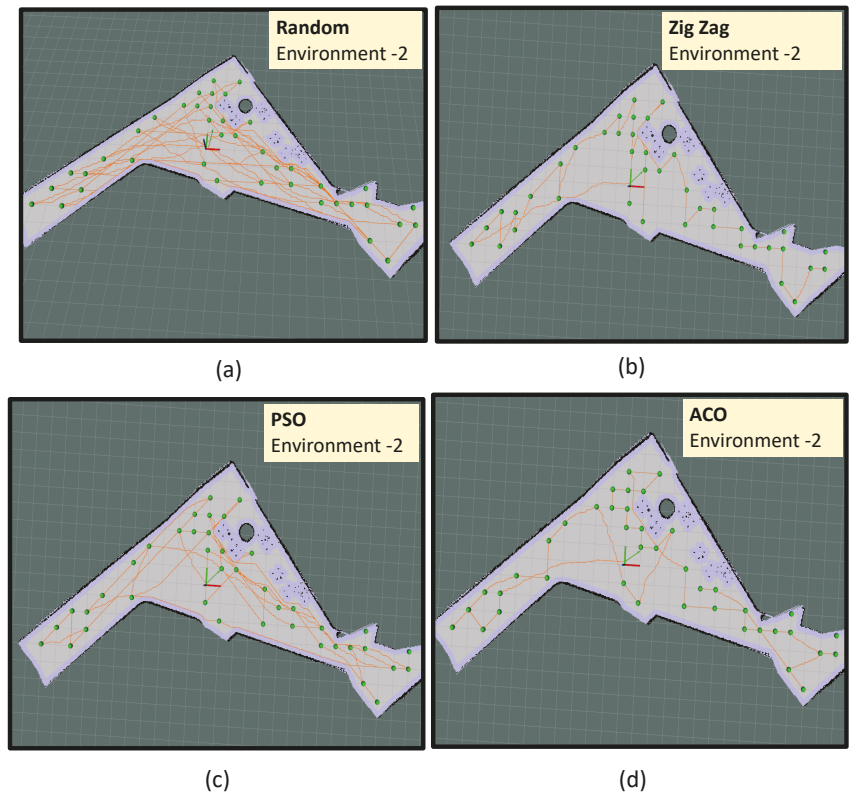 Random
Environment -2
Zig Zag
Environment -2
(a)
(b)
PSO
Environment -2
ACO
Environment -2
(c)
(d)